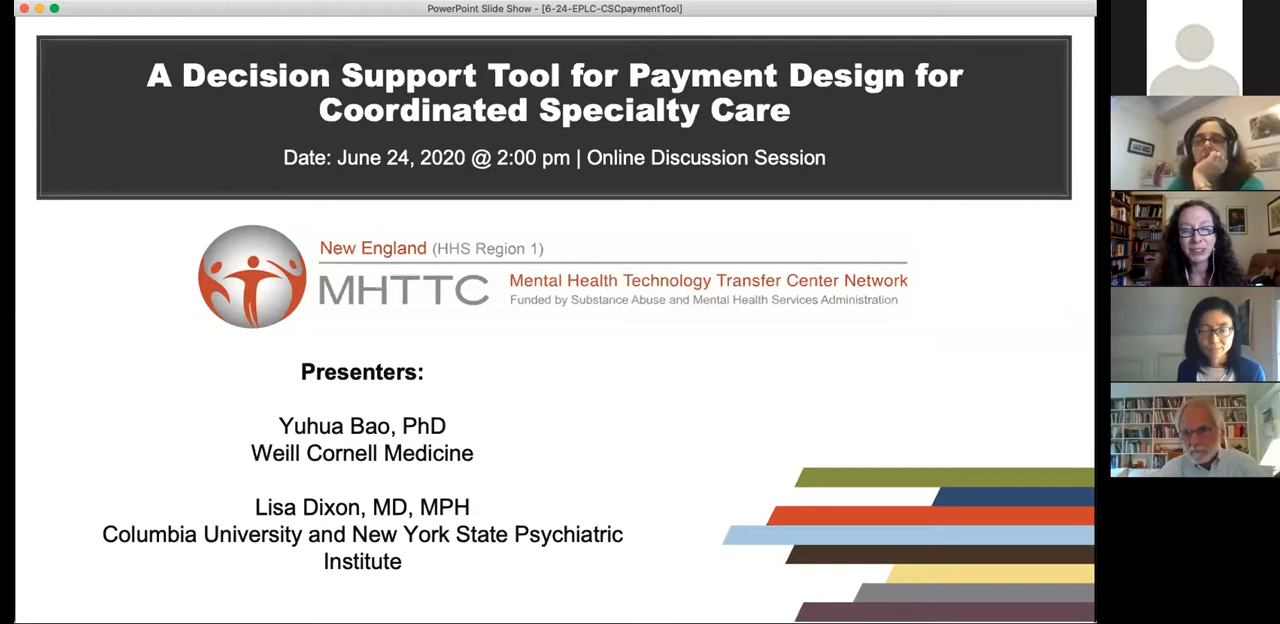 PowerPoint Slide Show - [6-24-EPLC-CSCpaymentTool]
A Decision Support Tool for Payment Design for
Coordinated Specialty Care
Date: June 24, 2020 @ 2:00 pm | Online Discussion Session
New England (HHS Region 1)
MHTTC
Mental Health Technology Transfer Center Network
Funded by Substance Abuse and Mental Health Services Administration
Presenters:
Yuhua Bao, PhD
Weill Cornell Medicine
Lisa Dixon, MD, MPH
Columbia University and New York State Psychiatric
Institute